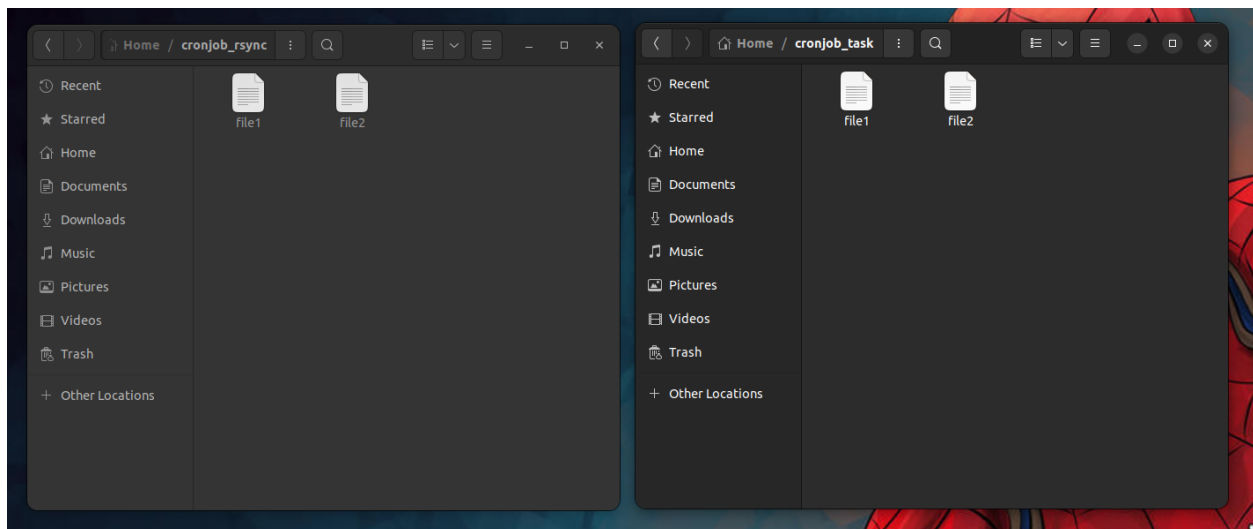 Home / cronjob_rsync
Recent
Starred
Home
Documents
Downloads
Music
Pictures
Videos
Trash
Other Locations
file1
file2
Home / cronjob_task
Recent
Starred
Home
Documents
Downloads
Music
Pictures
Videos
Trash
Other Locations
file1
file2